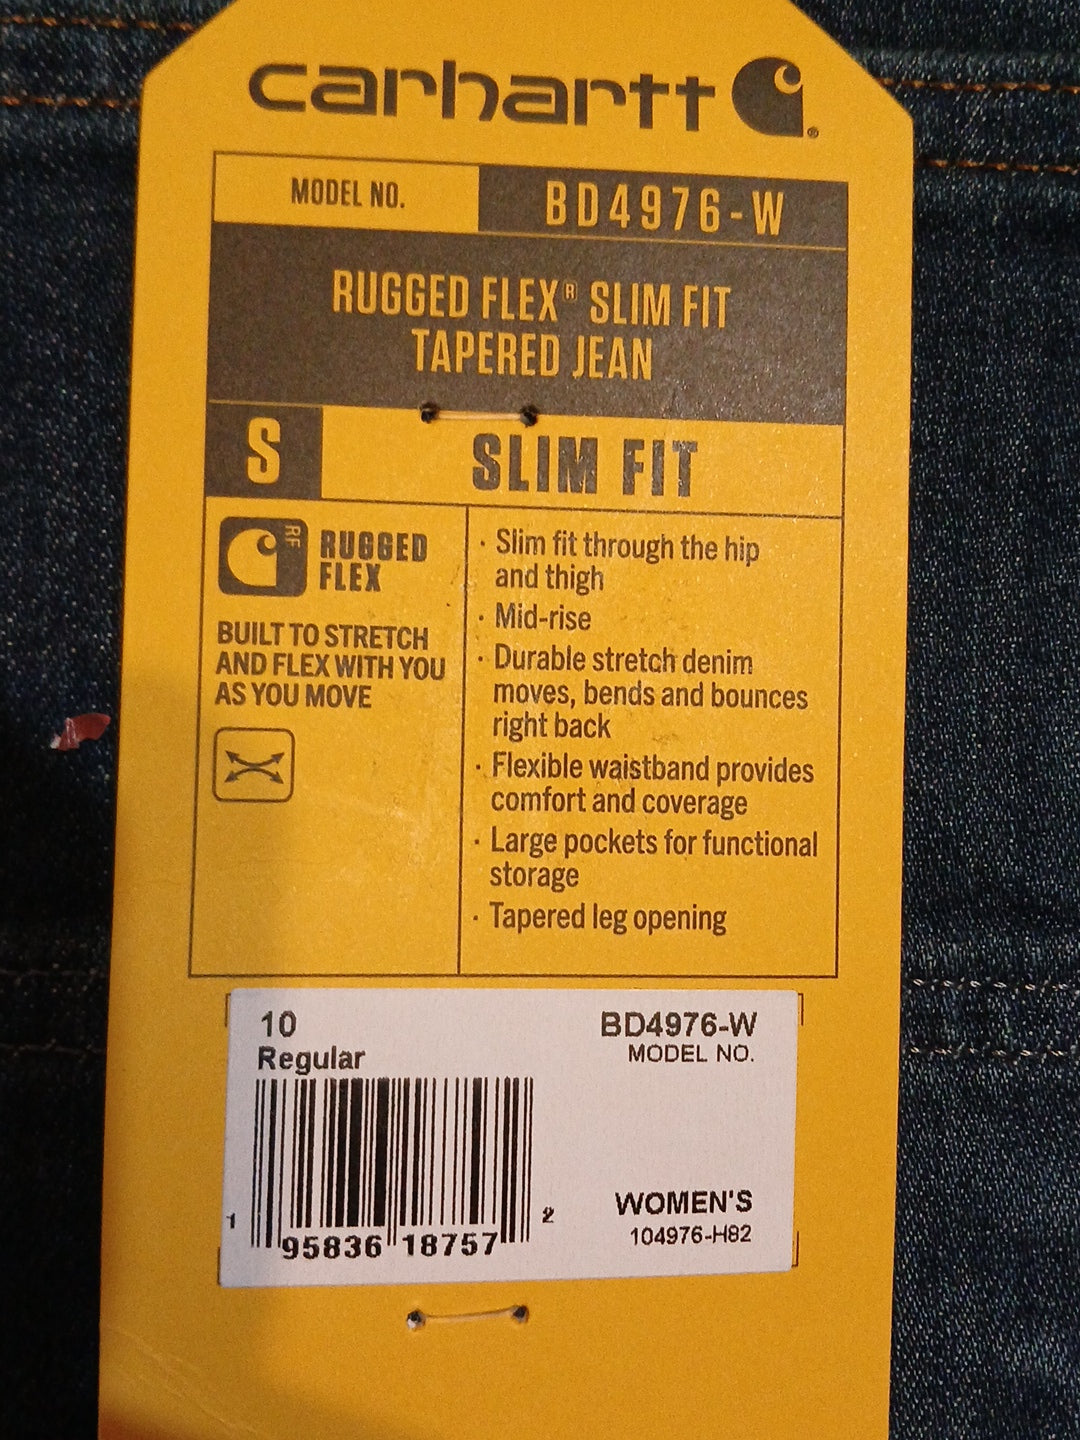 carhartt
MODEL NO.
BD4976-W
RUGGED FLEX® SLIM FIT
TAPERED JEAN
S
SLIM FIT
RF
RUGGED
FLEX
BUILT TO STRETCH
AND FLEX WITH YOU
AS YOU MOVE
· Slim fit through the hip
and thigh
· Mid-rise
· Durable stretch denim
moves, bends and bounces
right back
· Flexible waistband provides
comfort and coverage
· Large pockets for functional
storage
· Tapered leg opening
10
Regular
BD4976-W
MODEL NO.
1 95836 18757 2
WOMEN'S
104976-H82